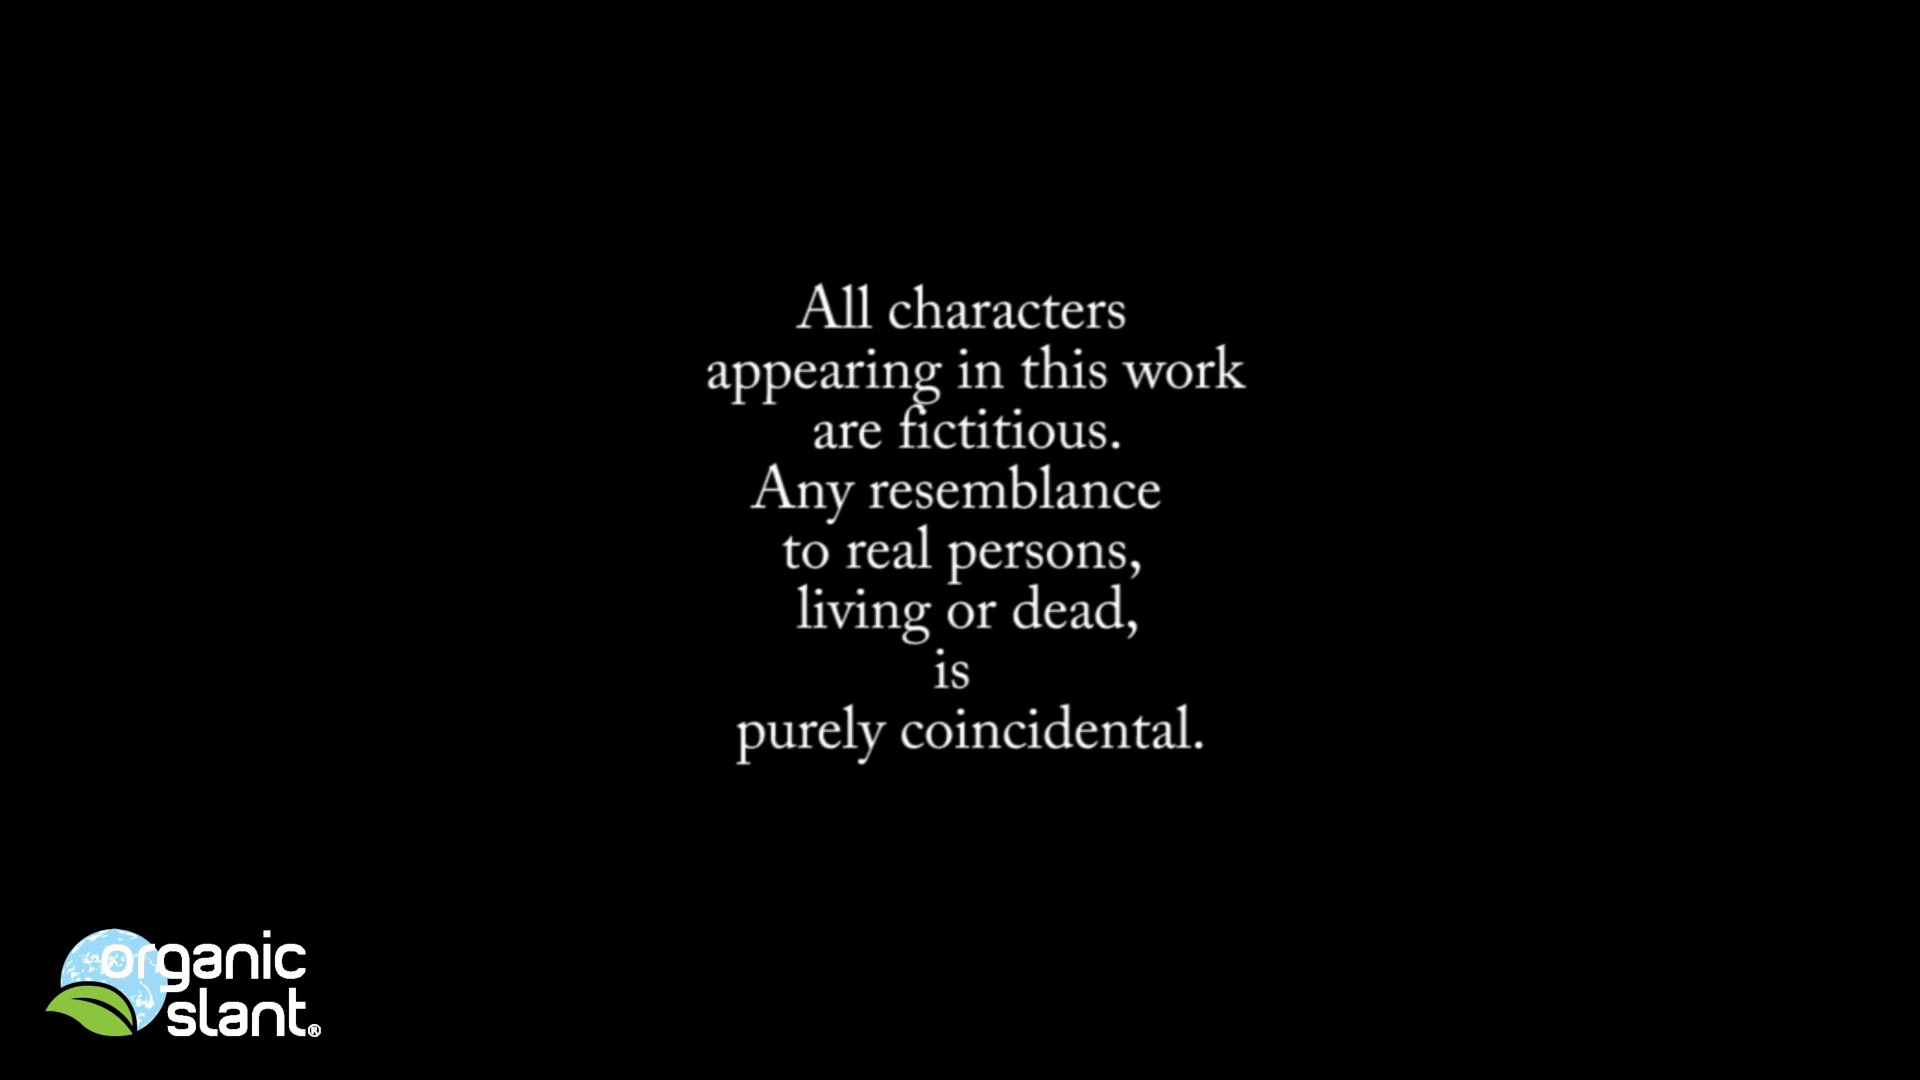 All characters
appearing in this work
are fictitious.
Any resemblance
to real persons,
living or dead,
is
purely coincidental.
organic
slant®